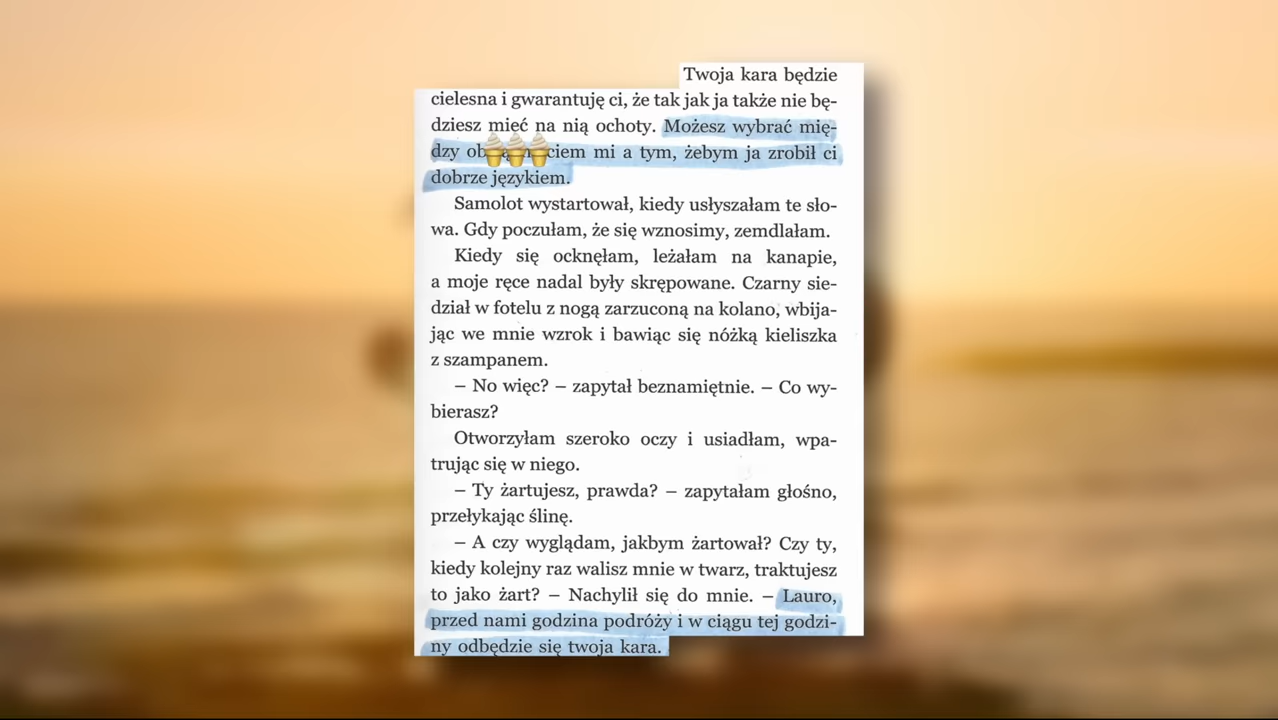 Twoja kara będzie
cielesna i gwarantuję ci, że tak jak ja także nie bę-
dziesz mieć na nią ochoty. Możesz wybrać mię-
dzy mi a tym, żebym ja zrobił ci
dobrze językiem.
Samolot wystartował, kiedy usłyszałam te sło-
wa. Gdy poczułam, że się wznosimy, zemdlałam.
Kiedy się ocknęłam, leżałam na kanapie,
a moje ręce nadal były skrępowane. Czarny sie-
dział w fotelu z nogą zarzuconą na kolano, wbija-
jąc we mnie wzrok i bawiąc się nóżką kieliszka
z szampanem.
– No więc? – zapytał beznamiętnie. – Co wy-
bierasz?
Otworzyłam szeroko oczy i usiadłam, wpa-
trując się w niego.
– Ty żartujesz, prawda? – zapytałam głośno,
przełykając ślinę.
– A czy wyglądam, jakbym żartował? Czy ty,
kiedy kolejny raz walisz mnie w twarz, traktujesz
to jako żart? – Nachylił się do mnie. – Lauro,
przed nami godzina podróży i w ciągu tej godzi-
ny odbędzie się twoja kara.